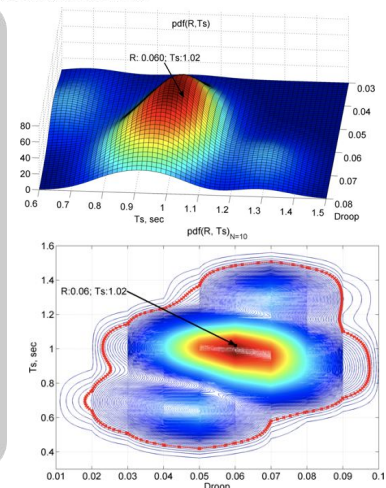 pdf(R,Ts)
R: 0.060; Ts:1.02
0.03
0.04
0.05
0.06
0.07
0.08
Droop
80
60
40
20
0
0.6 0.7 0.8 0.9 1 1.1 1.2 1.3 1.4 1.5
Ts, sec
pdf(R, Ts)N=10
1.6
1.4
1.2
1
0.8
0.6
0.4
Ts, sec
R:0.06; Ts:1.02
0.01 0.02 0.03 0.04 0.05 0.06 0.07 0.08 0.09 0.1
Droop